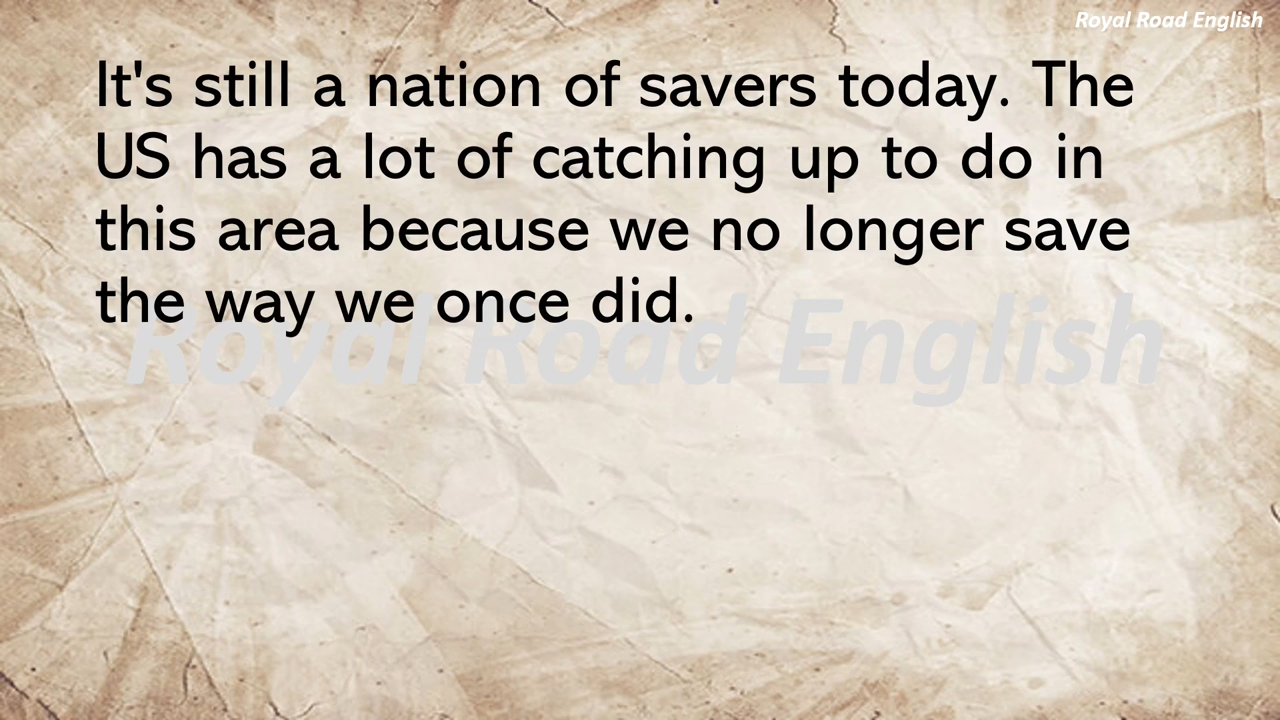 Royal Road English
It's still a nation of savers today. The
US has a lot of catching up to do in
this area because we no longer save
the way we once did.
Royal Road English